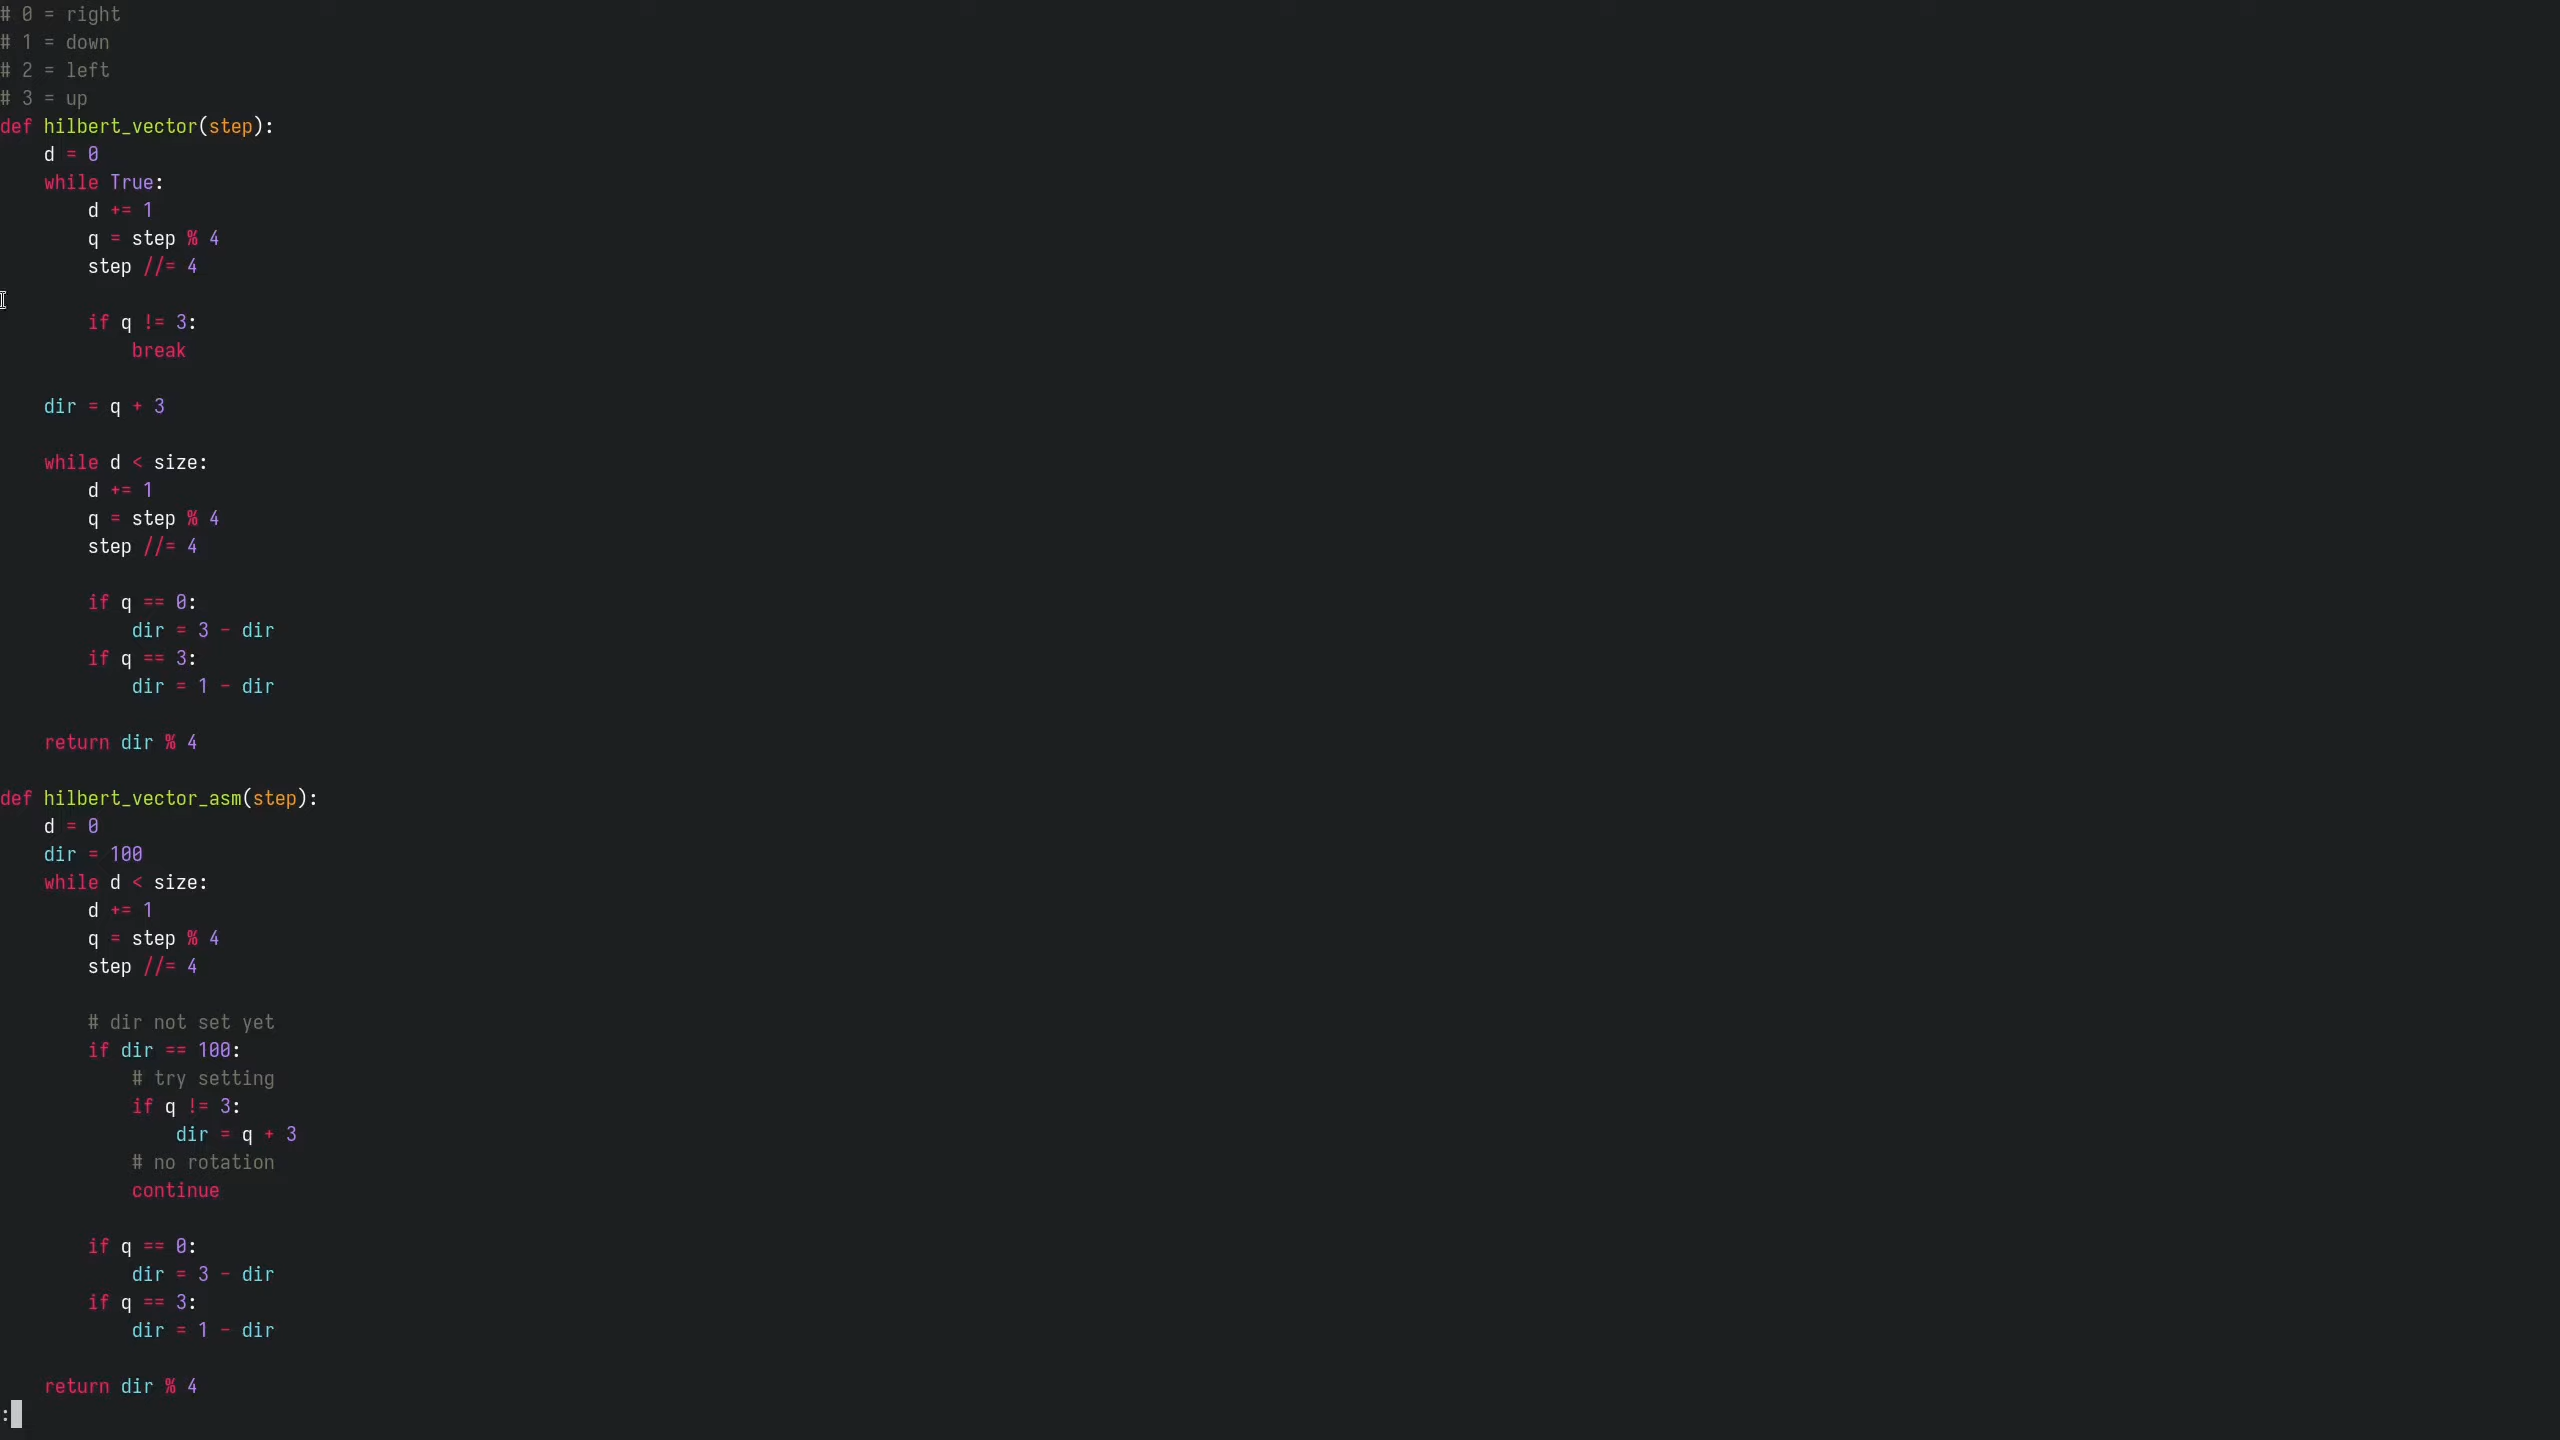 # 0 = right
# 1 = down
# 2 = left
# 3 = up
def hilbert_vector(step):
    d = 0
    while True:
        d += 1
        q = step % 4
        step //= 4

        if q != 3:
            break

    dir = q + 3

    while d < size:
        d += 1
        q = step % 4
        step //= 4

        if q == 0:
            dir = 3 - dir
        if q == 3:
            dir = 1 - dir

    return dir % 4

def hilbert_vector_asm(step):
    d = 0
    dir = 100
    while d < size:
        d += 1
        q = step % 4
        step //= 4

        # dir not set yet
        if dir == 100:
            # try setting
            if q != 3:
                dir = q + 3
            # no rotation
            continue

        if q == 0:
            dir = 3 - dir
        if q == 3:
            dir = 1 - dir

    return dir % 4
: